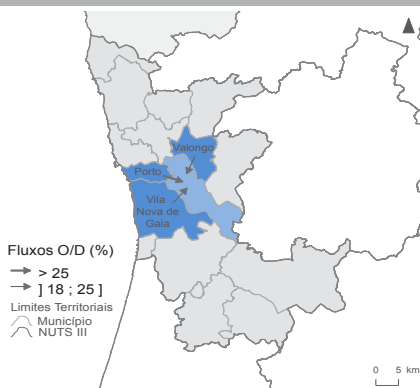 Valongo
Porto
Vila
Nova de
Gaia
Fluxos O/D (%)
> 25
] 18 ; 25 ]
Limites Territoriais
Município
NUTS III
0 5 km